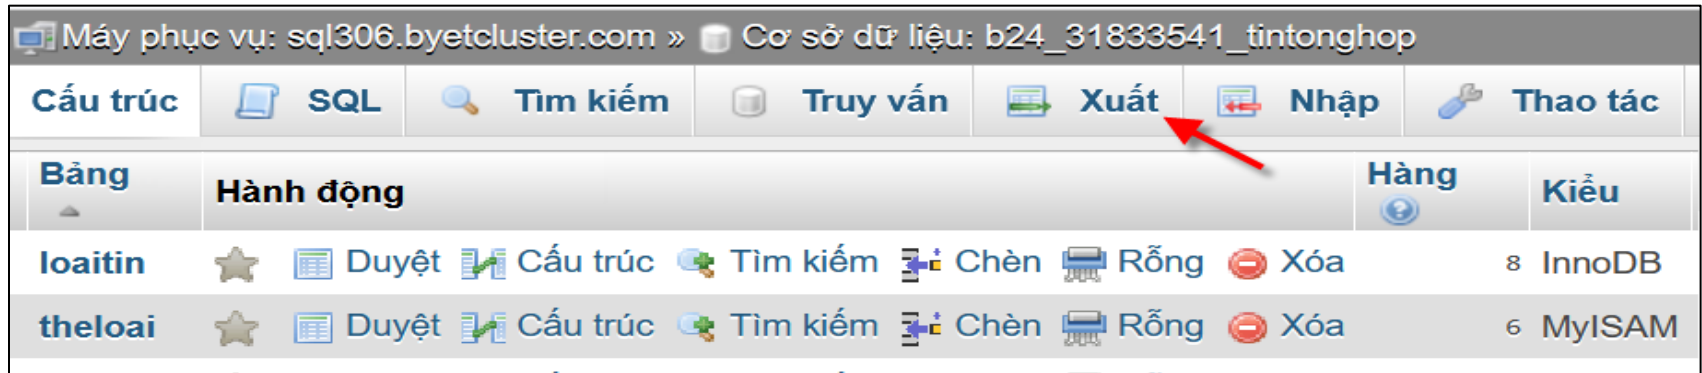 Máy phục vụ: sql306.byetcluster.com » Cơ sở dữ liệu: b24_31833541_tintonghop
Cấu trúc SQL Tìm kiếm Truy vấn Xuất Nhập Thao tác
Bảng Hành động Hàng Kiểu
loaitin Duyệt Cấu trúc Tìm kiếm Chèn Rỗng Xóa 8 InnoDB
theloai Duyệt Cấu trúc Tìm kiếm Chèn Rỗng Xóa 6 MyISAM